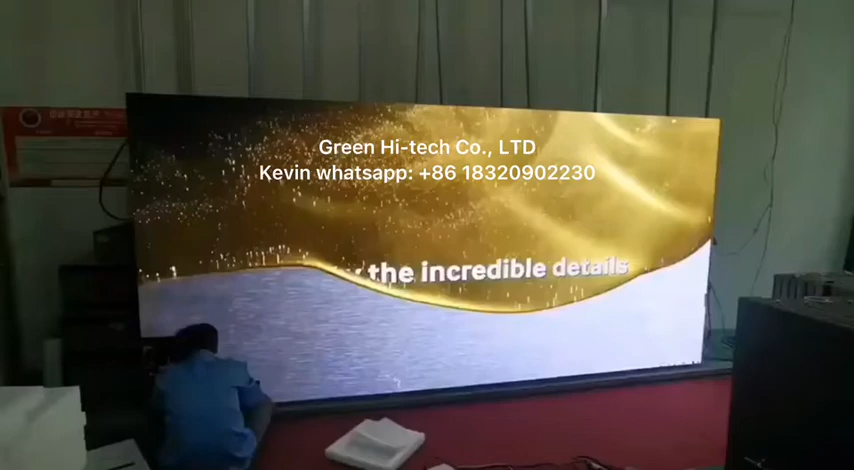 Green Hi-tech Co., LTD
Kevin whatsapp: +86 18320902230
the incredible details